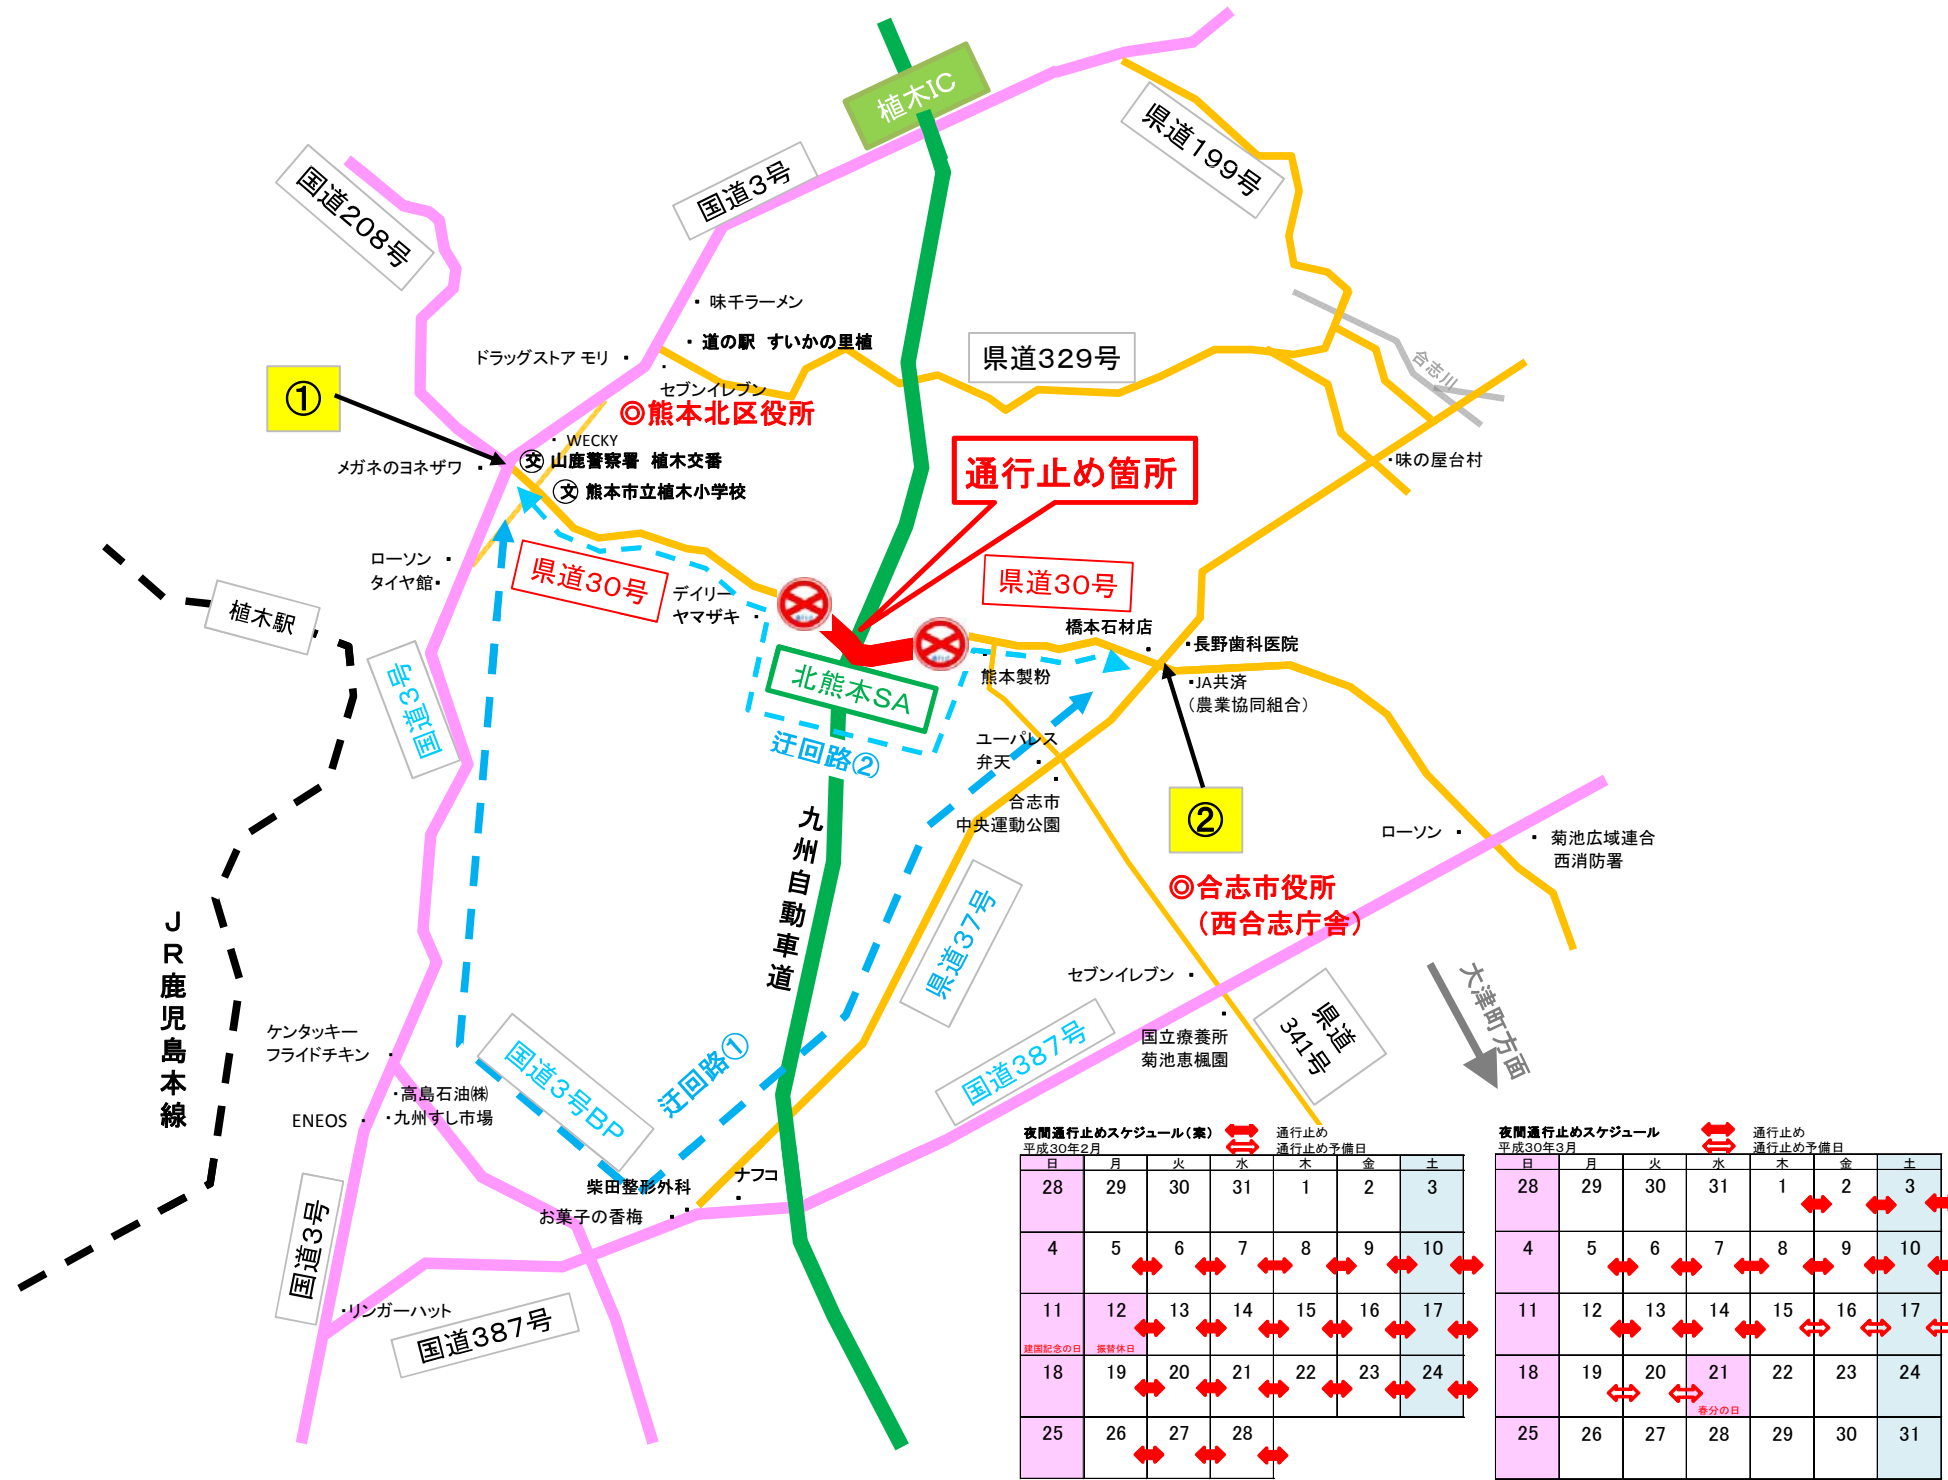 植木IC
国道3号
県道199号
国道208号
・味千ラーメン
・道の駅 すいかの里植
ドラッグストア モリ・
県道329号
合志川
①
セブンイレブン
◎熊本北区役所
・WECKY
交 山鹿警察署 植木交番
メガネのヨネザワ・
文 熊本市立植木小学校
通行止め箇所
・味の屋台村
ローソン・
タイヤ館・
県道30号
デイリー
ヤマザキ・
県道30号
橋本石材店
・長野歯科医院
植木駅
国道3号
北熊本SA
熊本製粉
・JA共済
（農業協同組合）
迂回路②
ユーパレス
弁天・
合志市
中央運動公園
②
九州自動車道
ローソン・
・菊池広域連合
西消防署
◎合志市役所
（西合志庁舎）
県道37号
JR鹿児島本線
セブンイレブン・
大津町方面
国立療養所
菊池恵楓園
県道
341号
国道387号
ケンタッキー
フライドチキン・
国道3号BP
迂回路①
・高島石油㈱
ENEOS・
・九州すし市場
柴田整形外科
ナフコ
お菓子の香梅・
国道3号
・リンガーハット
国道387号
夜間通行止めスケジュール（案）
通行止め
平成30年2月
通行止め予備日
日 月 火 水 木 金 土
28 29 30 31 1 2 3
4 5 6 7 8 9 10
11 12 13 14 15 16 17
建国記念の日 振替休日
18 19 20 21 22 23 24
25 26 27 28
夜間通行止めスケジュール
通行止め
平成30年3月
通行止め予備日
日 月 火 水 木 金 土
28 29 30 31 1 2 3
4 5 6 7 8 9 10
11 12 13 14 15 16 17
18 19 20 21 22 23 24
春分の日
25 26 27 28 29 30 31